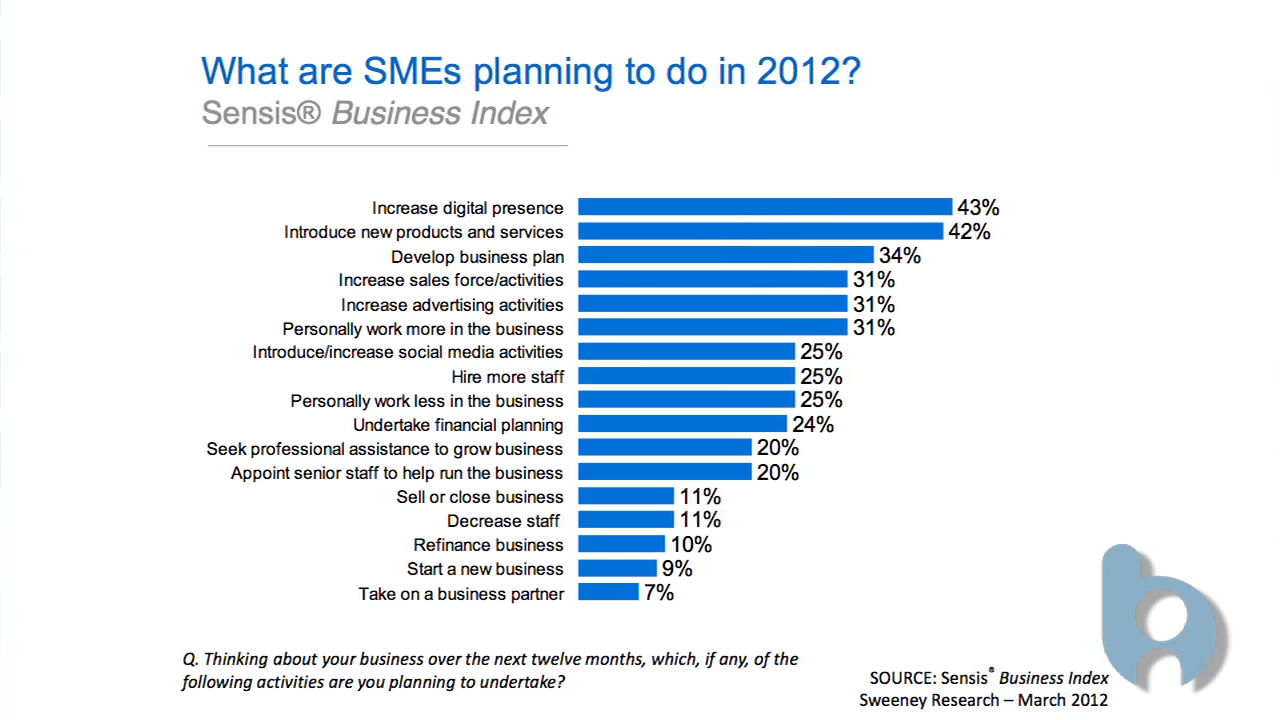 What are SMEs planning to do in 2012?
Sensis® Business Index
Increase digital presence 43%
Introduce new products and services 42%
Develop business plan 34%
Increase sales force/activities 31%
Increase advertising activities 31%
Personally work more in the business 31%
Introduce/increase social media activities 25%
Hire more staff 25%
Personally work less in the business 25%
Undertake financial planning 24%
Seek professional assistance to grow business 20%
Appoint senior staff to help run the business 20%
Sell or close business 11%
Decrease staff 11%
Refinance business 10%
Start a new business 9%
Take on a business partner 7%
Q. Thinking about your business over the next twelve months, which, if any, of the
following activities are you planning to undertake?
SOURCE: Sensis® Business Index
Sweeney Research – March 2012